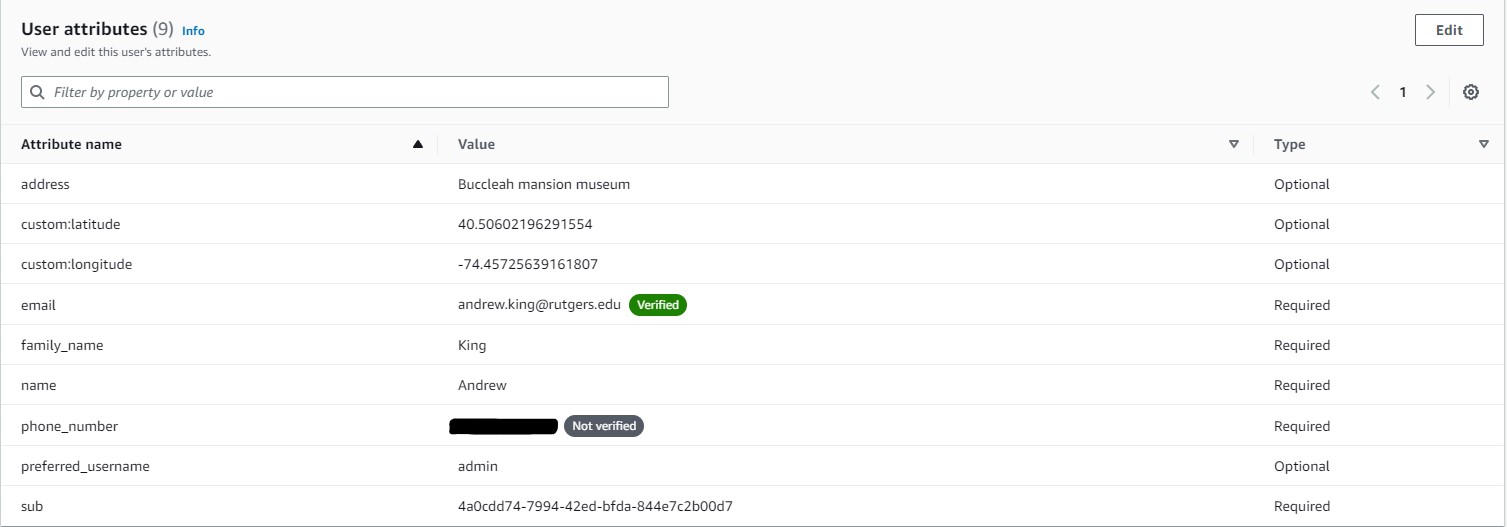 User attributes (9) Info
Edit
View and edit this user's attributes.
Filter by property or value
1
Attribute name Value Type
address Buccleah mansion museum Optional
custom:latitude 40.50602196291554 Optional
custom:longitude -74.45725639161807 Optional
email andrew.king@rutgers.edu Verified Required
family_name King Required
name Andrew Required
phone_number Not verified Required
preferred_username admin Optional
sub 4a0cdd74-7994-42ed-bfda-844e7c2b00d7 Required